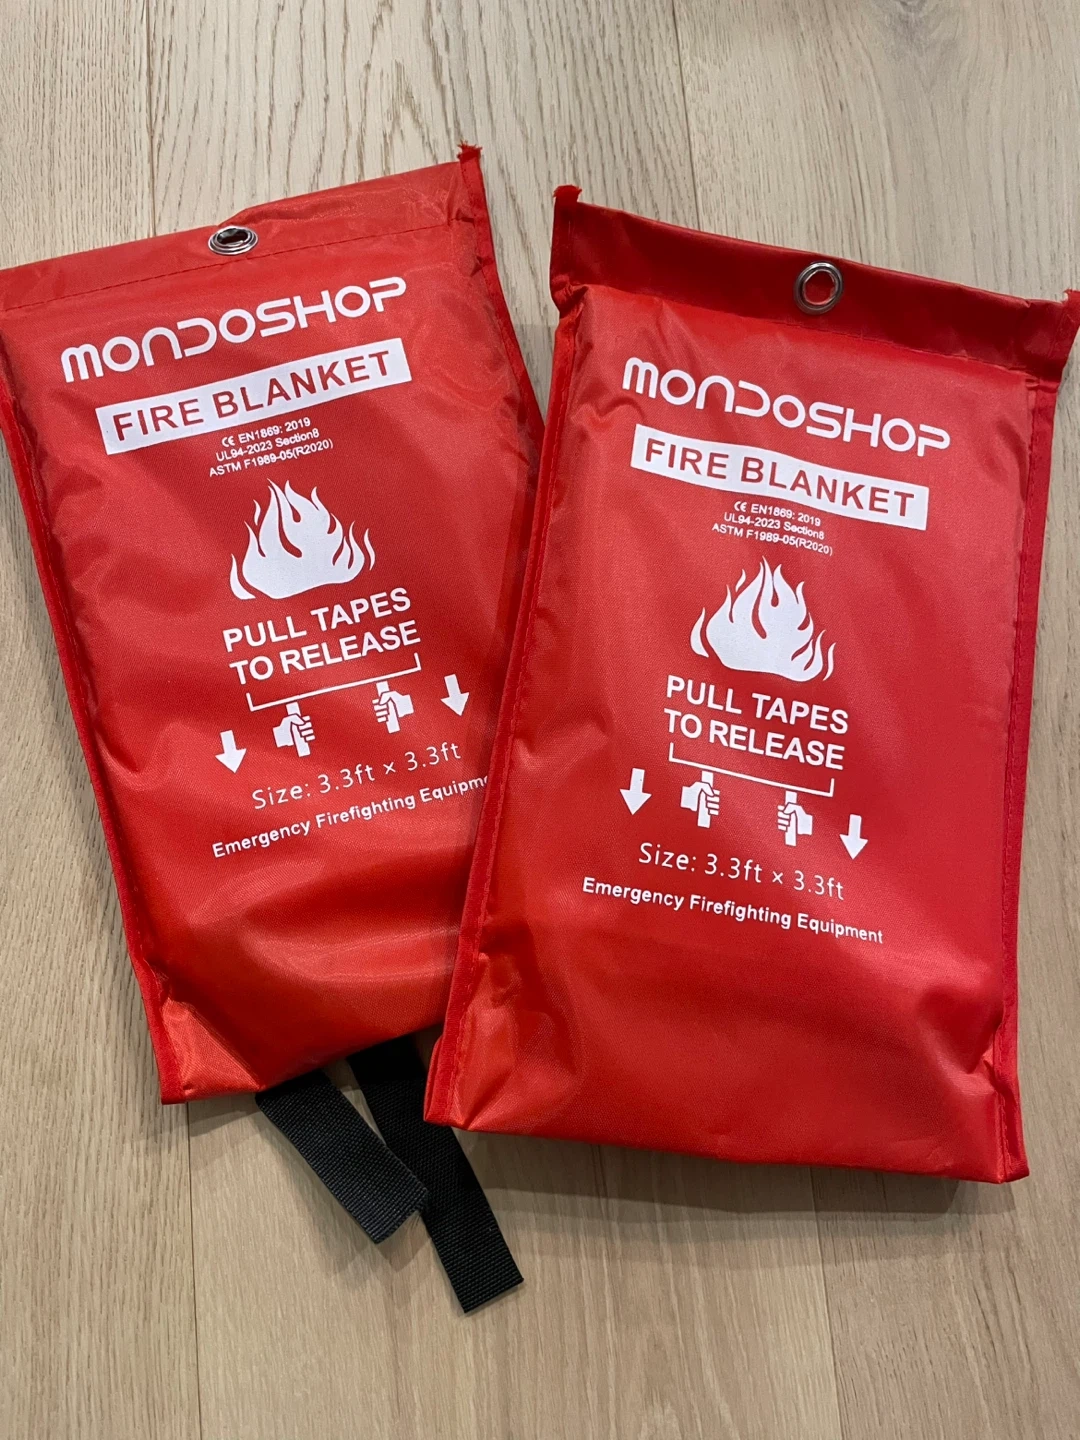 MONDOSHOP
FIRE BLANKET
CE EN1869: 2019
UL94-2023 Section8
ASTM F1989-05(R2020)
PULL TAPES
TO RELEASE
Size: 3.3ft × 3.3ft
Emergency Firefighting Equipme
MONDOSHOP
FIRE BLANKET
CE EN1869: 2019
UL94-2023 Section8
ASTM F1989-05(R2020)
PULL TAPES
TO RELEASE
Size: 3.3ft × 3.3ft
Emergency Firefighting Equipment